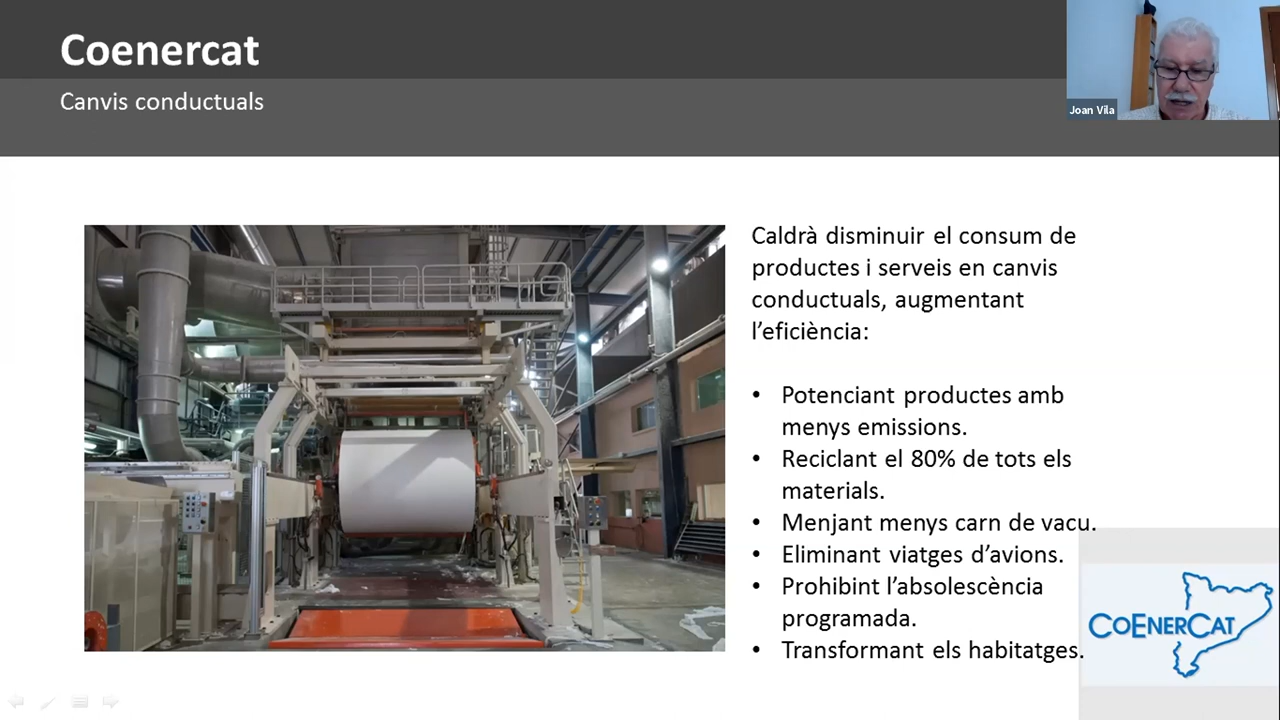 Coenercat
Canvis conductuals
Joan Vila
Caldrà disminuir el consum de
productes i serveis en canvis
conductuals, augmentant
l’eficiència:
• Potenciant productes amb
menys emissions.
• Reciclant el 80% de tots els
materials.
• Menjant menys carn de vacu.
• Eliminant viatges d’avions.
• Prohibint l’absolescència
programada.
• Transformant els habitatges.
COENERCAT